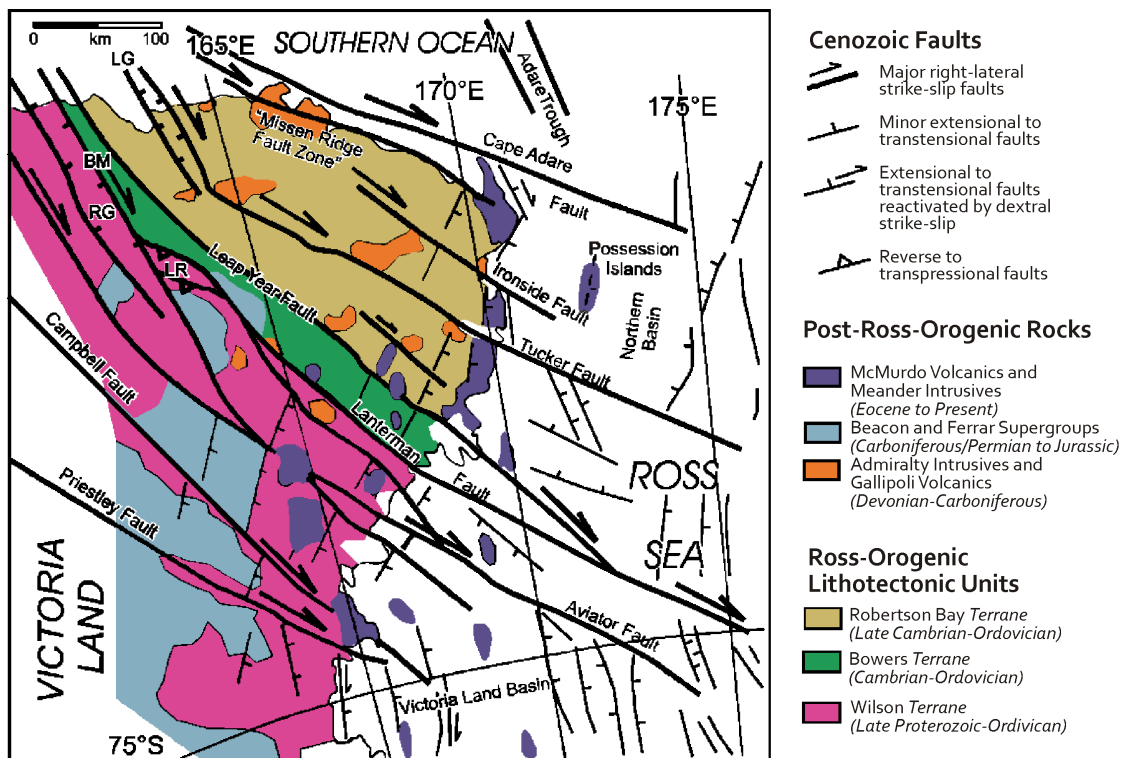 0 km 100
165°E
SOUTHERN OCEAN
LG
170°E
Adare Trough
175°E
"Missen Ridge
Fault Zone"
Cape Adare
Fault
BM
RG
LR
Leap Year Fault
Possession
Islands
Ironside Fault
Northern
Basin
Campbell Fault
Tucker Fault
Lanterman
Fault
ROSS
SEA
Priestley Fault
VICTORIA
LAND
Aviator Fault
Victoria Land Basin
75°S
Cenozoic Faults
Major right-lateral
strike-slip faults
Minor extensional to
transtensional faults
Extensional to
transtensional faults
reactivated by dextral
strike-slip
Reverse to
transpressional faults
Post-Ross-Orogenic Rocks
McMurdo Volcanics and
Meander Intrusives
(Eocene to Present)
Beacon and Ferrar Supergroups
(Carboniferous/Permian to Jurassic)
Admiralty Intrusives and
Gallipoli Volcanics
(Devonian-Carboniferous)
Ross-Orogenic
Lithotectonic Units
Robertson Bay Terrane
(Late Cambrian-Ordovician)
Bowers Terrane
(Cambrian-Ordovician)
Wilson Terrane
(Late Proterozoic-Ordivican)